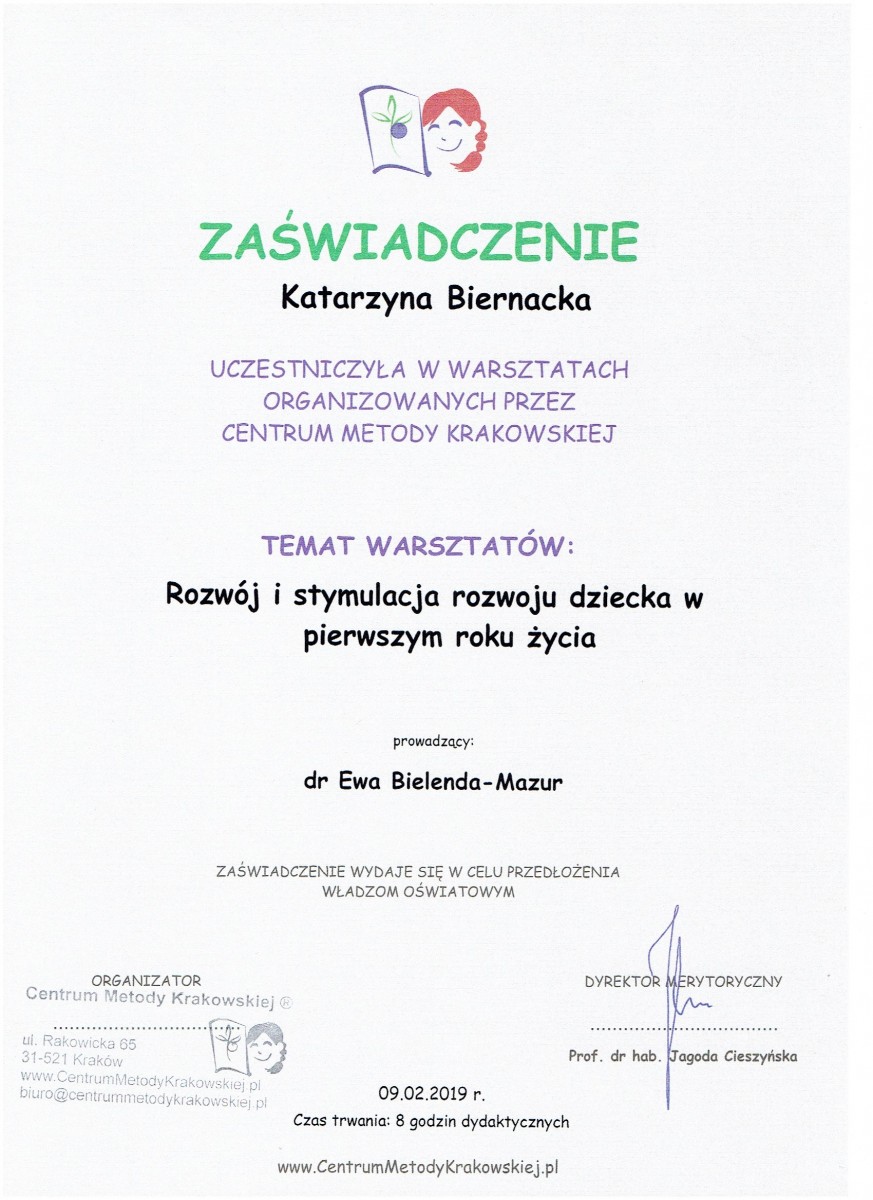 ZAŚWIADCZENIE
Katarzyna Biernacka
UCZESTNICZYŁA W WARSZTATACH
ORGANIZOWANYCH PRZEZ
CENTRUM METODY KRAKOWSKIEJ
TEMAT WARSZTATÓW:
Rozwój i stymulacja rozwoju dziecka w
pierwszym roku życia
prowadzący:
dr Ewa Bielenda-Mazur
ZAŚWIADCZENIE WYDAJE SIĘ W CELU PRZEDŁOŻENIA
WŁADZOM OŚWIATOWYM
ORGANIZATOR
Centrum Metody Krakowskiej ®
ul. Rakowicka 65
31-521 Kraków
www.CentrumMetodyKrakowskiej.pl
biuro@centrummetodykrakowskiej.pl
DYREKTOR MERYTORYCZNY
Prof. dr hab. Jagoda Cieszyńska
09.02.2019 r.
Czas trwania: 8 godzin dydaktycznych
www.CentrumMetodyKrakowskiej.pl